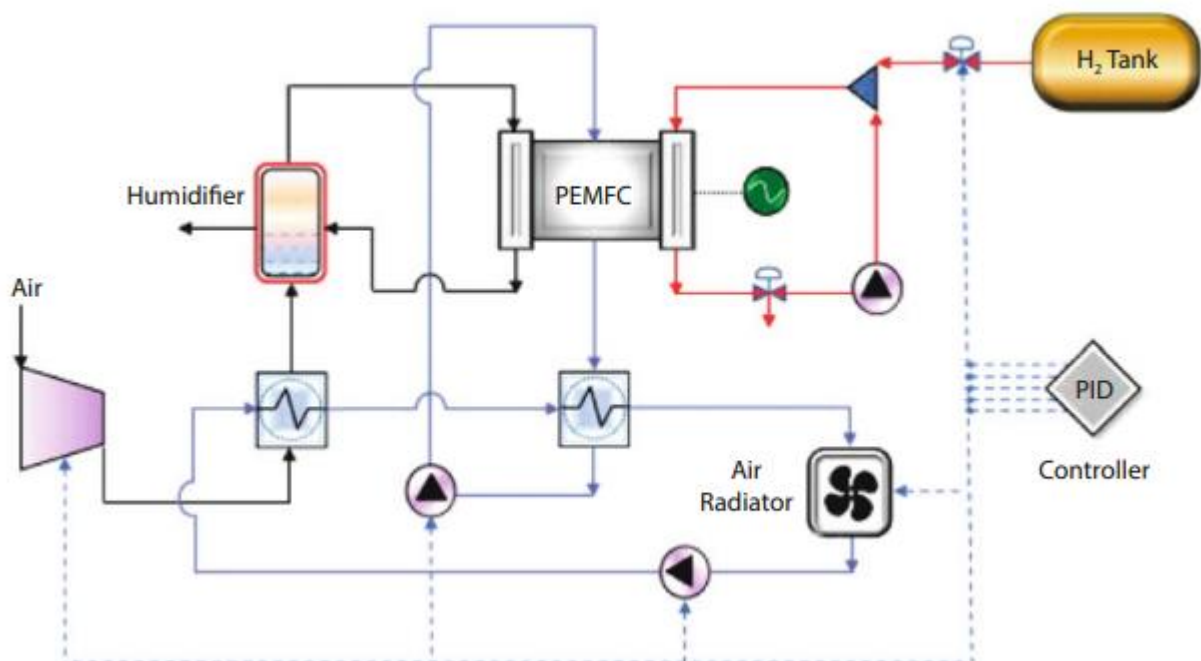 H₂ Tank
Humidifier
PEMFC
Air
PID
Air
Radiator
Controller